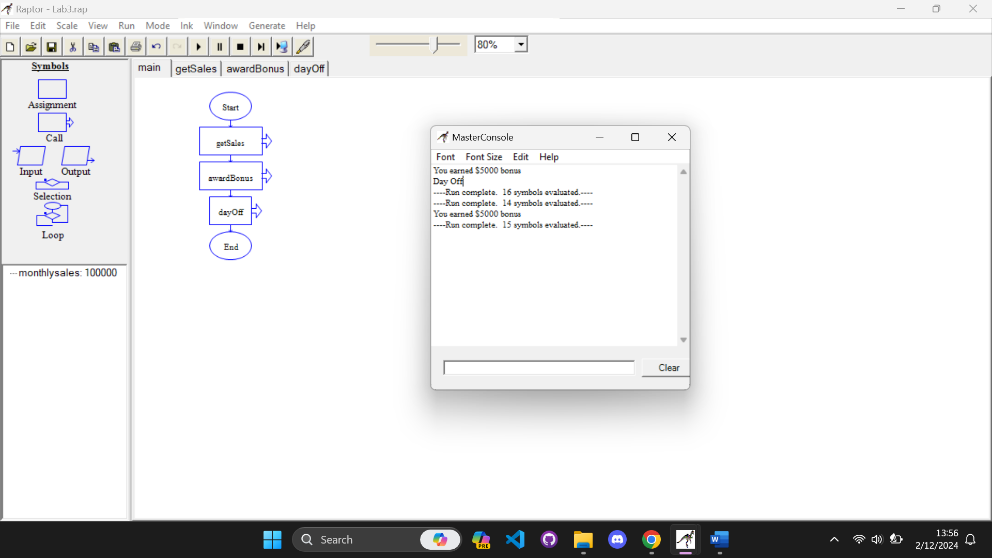 Raptor - LabJ.rap
File Edit Scale View Run Mode Ink Window Generate Help
80%
Symbols
Assignment
Call
Input Output
Selection
Loop
monthlysales: 100000
main getSales awardBonus dayOff
Start
getSales
awardBonus
dayOff
End
MasterConsole
Font Font Size Edit Help
You earned $5000 bonus
Day Off
----Run complete. 16 symbols evaluated.----
----Run complete. 14 symbols evaluated.----
You earned $5000 bonus
----Run complete. 15 symbols evaluated.----
Clear
Search
PRE
W
13:56
2/12/2024